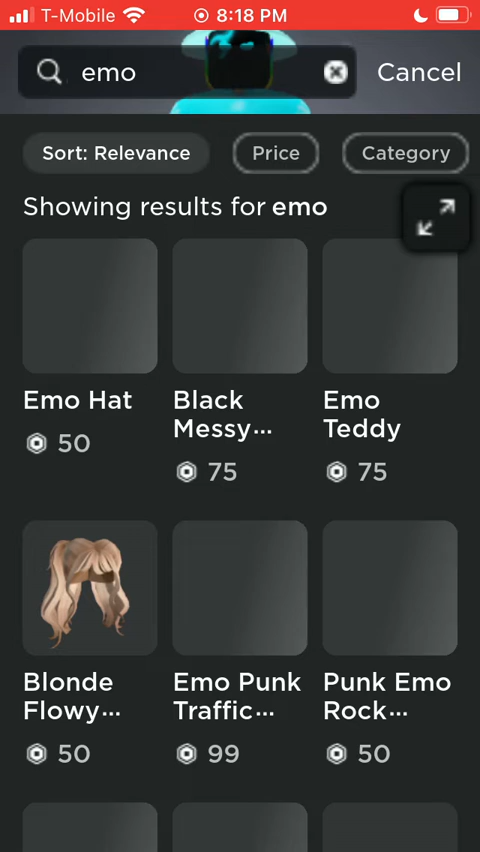 T-Mobile 8:18 PM
emo Cancel
Sort: Relevance Price Category
Showing results for emo
Emo Hat
50
Black
Messy...
75
Emo
Teddy
75
Blonde
Flowy...
50
Emo Punk
Traffic...
99
Punk Emo
Rock...
50